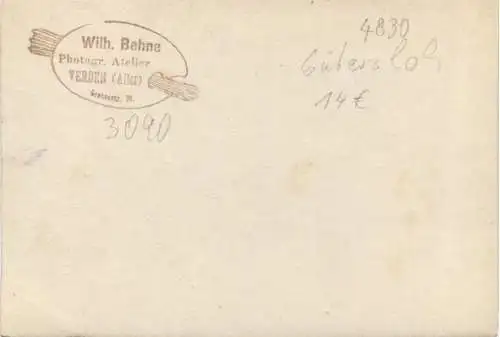 Wilh. Behne
Photogr. Atelier
VERDEN (Aller)
3090
4830
Gütersloh
14€